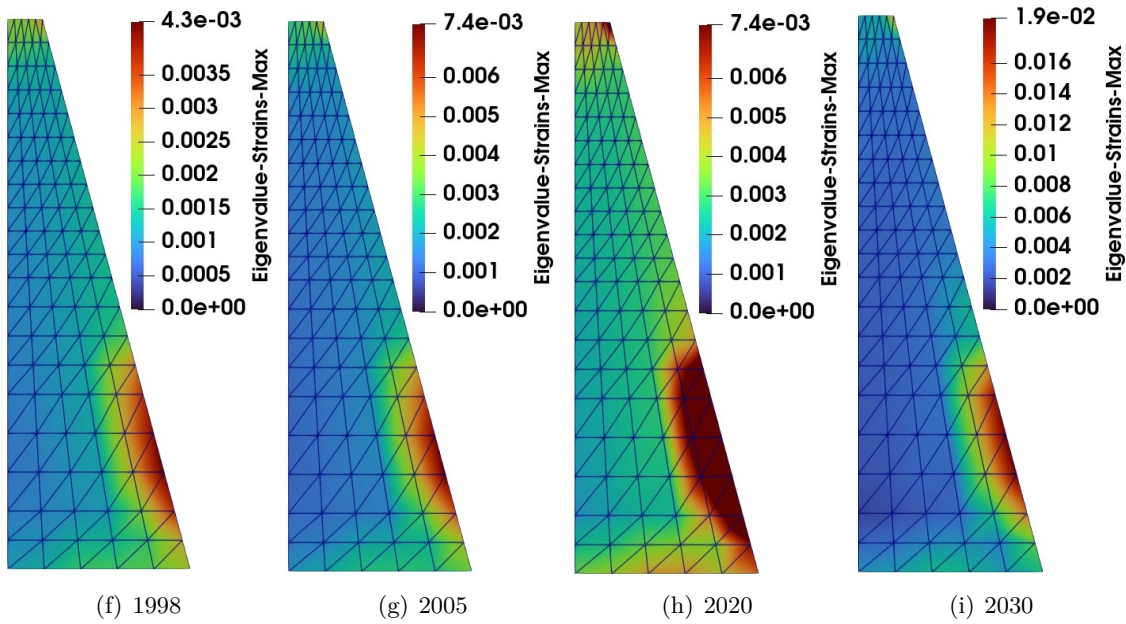 4.3e-03
0.0035
0.003
0.0025
0.002
0.0015
0.001
0.0005
0.0e+00
Eigenvalue-Strains-Max
7.4e-03
0.006
0.005
0.004
0.003
0.002
0.001
0.0e+00
Eigenvalue-Strains-Max
7.4e-03
0.006
0.005
0.004
0.003
0.002
0.001
0.0e+00
Eigenvalue-Strains-Max
1.9e-02
0.016
0.014
0.012
0.01
0.008
0.006
0.004
0.002
0.0e+00
Eigenvalue-Strains-Max
(f) 1998
(g) 2005
(h) 2020
(i) 2030